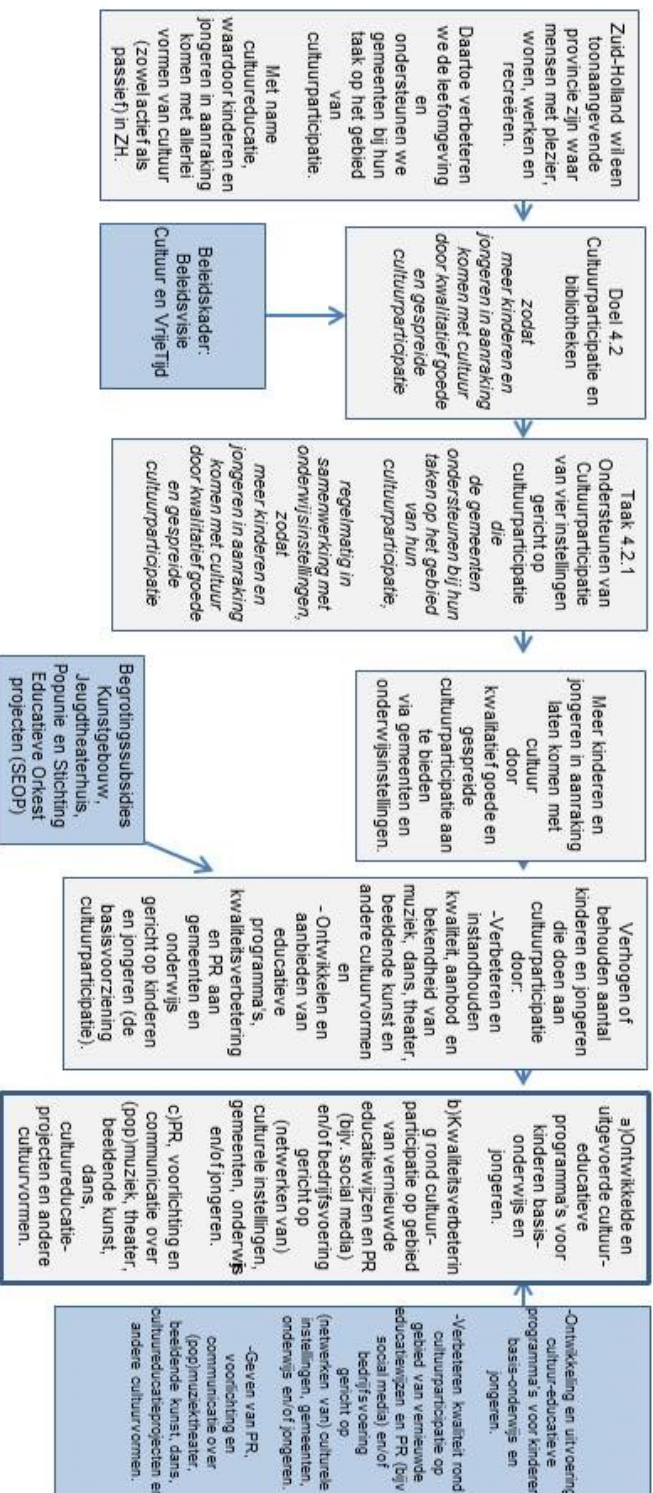 Zuid-Holland wil een
toonaangevende
provincie zijn waar
mensen met plezier,
wonen, werken en
recreëren.
Daartoe verbeteren
we de leefomgeving
en
ondersteunen we
gemeenten bij hun
taak op het gebied
van
cultuurparticipatie.
Met name
cultuureducatie,
waardoor kinderen en
jongeren in aanraking
komen met allerlei
vormen van cultuur
(zowel actief als
passief) in ZH.
Doel 4.2
Cultuurparticipatie en
bibliotheken
zodat
meer kinderen en
jongeren in aanraking
komen met cultuur
door kwalitatief goede
en gespreide
cultuurparticipatie
Beleidskader:
Beleidsvisie
Cultuur en VrijeTijd
Taak 4.2.1
Ondersteunen van
Cultuurparticipatie
van vier instellingen
gericht op
cultuurparticipatie
die
de gemeenten
ondersteunen bij hun
taken op het gebied
van hun
cultuurparticipatie,
regelmatig in
samenwerking met
onderwijsinstellingen,
zodat
meer kinderen en
jongeren in aanraking
komen met cultuur
door kwalitatief goede
en gespreide
cultuurparticipatie
Meer kinderen en
jongeren in aanraking
laten komen met
cultuur
door
kwalitatief goede en
gespreide
cultuurparticipatie aan
te bieden
via gemeenten en
onderwijsinstellingen.
Begrotingssubsidies
Kunstgebouw,
Jeugdtheaterhuis,
Popunie en Stichting
Educatieve Orkest
projecten (SEOP)
Verhogen of
behouden aantal
kinderen en jongeren
die doen aan
cultuurparticipatie
door:
-Verbeteren en
instandhouden
kwaliteit, aanbod en
bekendheid van
muziek, dans, theater,
beeldende kunst en
andere cultuurvormen
en
- Ontwikkelen en
aanbieden van
educatieve
programma's,
kwaliteitsverbetering
en PR aan
gemeenten en
onderwijs
gericht op kinderen
en jongeren (de
basisvoorziening
cultuurparticipatie).
a)Ontwikkelde en
uitgevoerde cultuur-
educatieve
programma's voor
kinderen basis-
onderwijs en
jongeren.
b)Kwaliteitsverbeterin
g rond cultuur-
participatie op gebied
van vernieuwde
educatiewijzen en PR
(bijv. social media)
en/of bedrijfsvoering
gericht op
(netwerken van)
culturele instellingen,
gemeenten, onderwijs
en/of jongeren.
c)PR, voorlichting en
communicatie over
(pop)muziek, theater,
beeldende kunst,
dans,
cultuureducatie-
projecten en andere
cultuurvormen.
-Ontwikkeling en uitvoering
cultuur-educatieve
programma's voor kinderen
basis-onderwijs en
jongeren.
-Verbeteren kwaliteit rond
cultuurparticipatie op
gebied van vernieuwde
educatiewijzen en PR (bijv
social media) en/of
bedrijfsvoering
gericht op
(netwerken van) culturele
instellingen, gemeenten,
onderwijs en/of jongeren.
-Geven van PR,
voorlichting en
communicatie over
(pop)muziektheater,
beeldende kunst, dans,
cultuureducatieprojecten en
andere cultuurvormen.